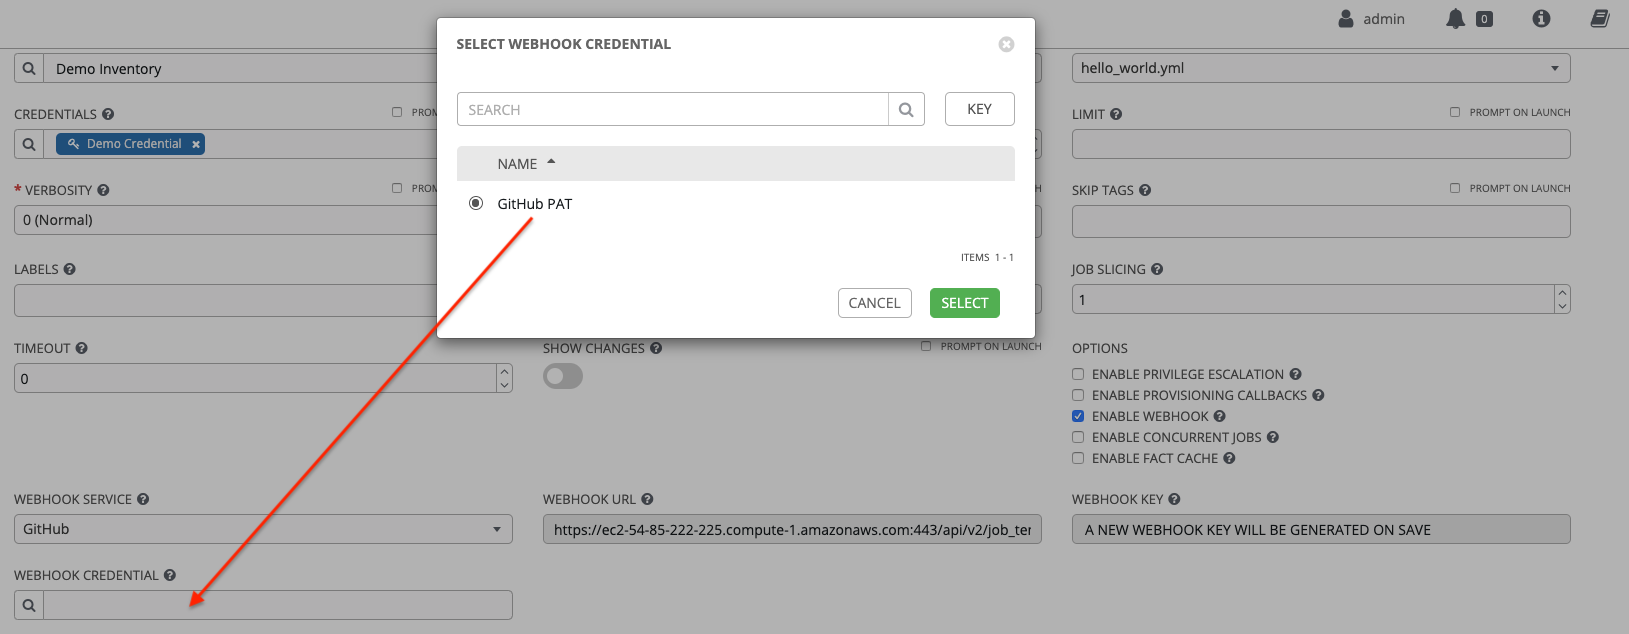 admin
0
SELECT WEBHOOK CREDENTIAL
Demo Inventory
hello_world.yml
SEARCH
KEY
CREDENTIALS
LIMIT
PROMPT ON LAUNCH
Demo Credential
NAME
VERBOSITY
SKIP TAGS
PROMPT ON LAUNCH
GitHub PAT
0 (Normal)
ITEMS 1 - 1
LABELS
JOB SLICING
CANCEL
SELECT
1
TIMEOUT
SHOW CHANGES
PROMPT ON LAUNCH
OPTIONS
0
ENABLE PRIVILEGE ESCALATION
ENABLE PROVISIONING CALLBACKS
ENABLE WEBHOOK
ENABLE CONCURRENT JOBS
ENABLE FACT CACHE
WEBHOOK SERVICE
WEBHOOK URL
WEBHOOK KEY
GitHub
https://ec2-54-85-222-225.compute-1.amazonaws.com:443/api/v2/job_ter
A NEW WEBHOOK KEY WILL BE GENERATED ON SAVE
WEBHOOK CREDENTIAL